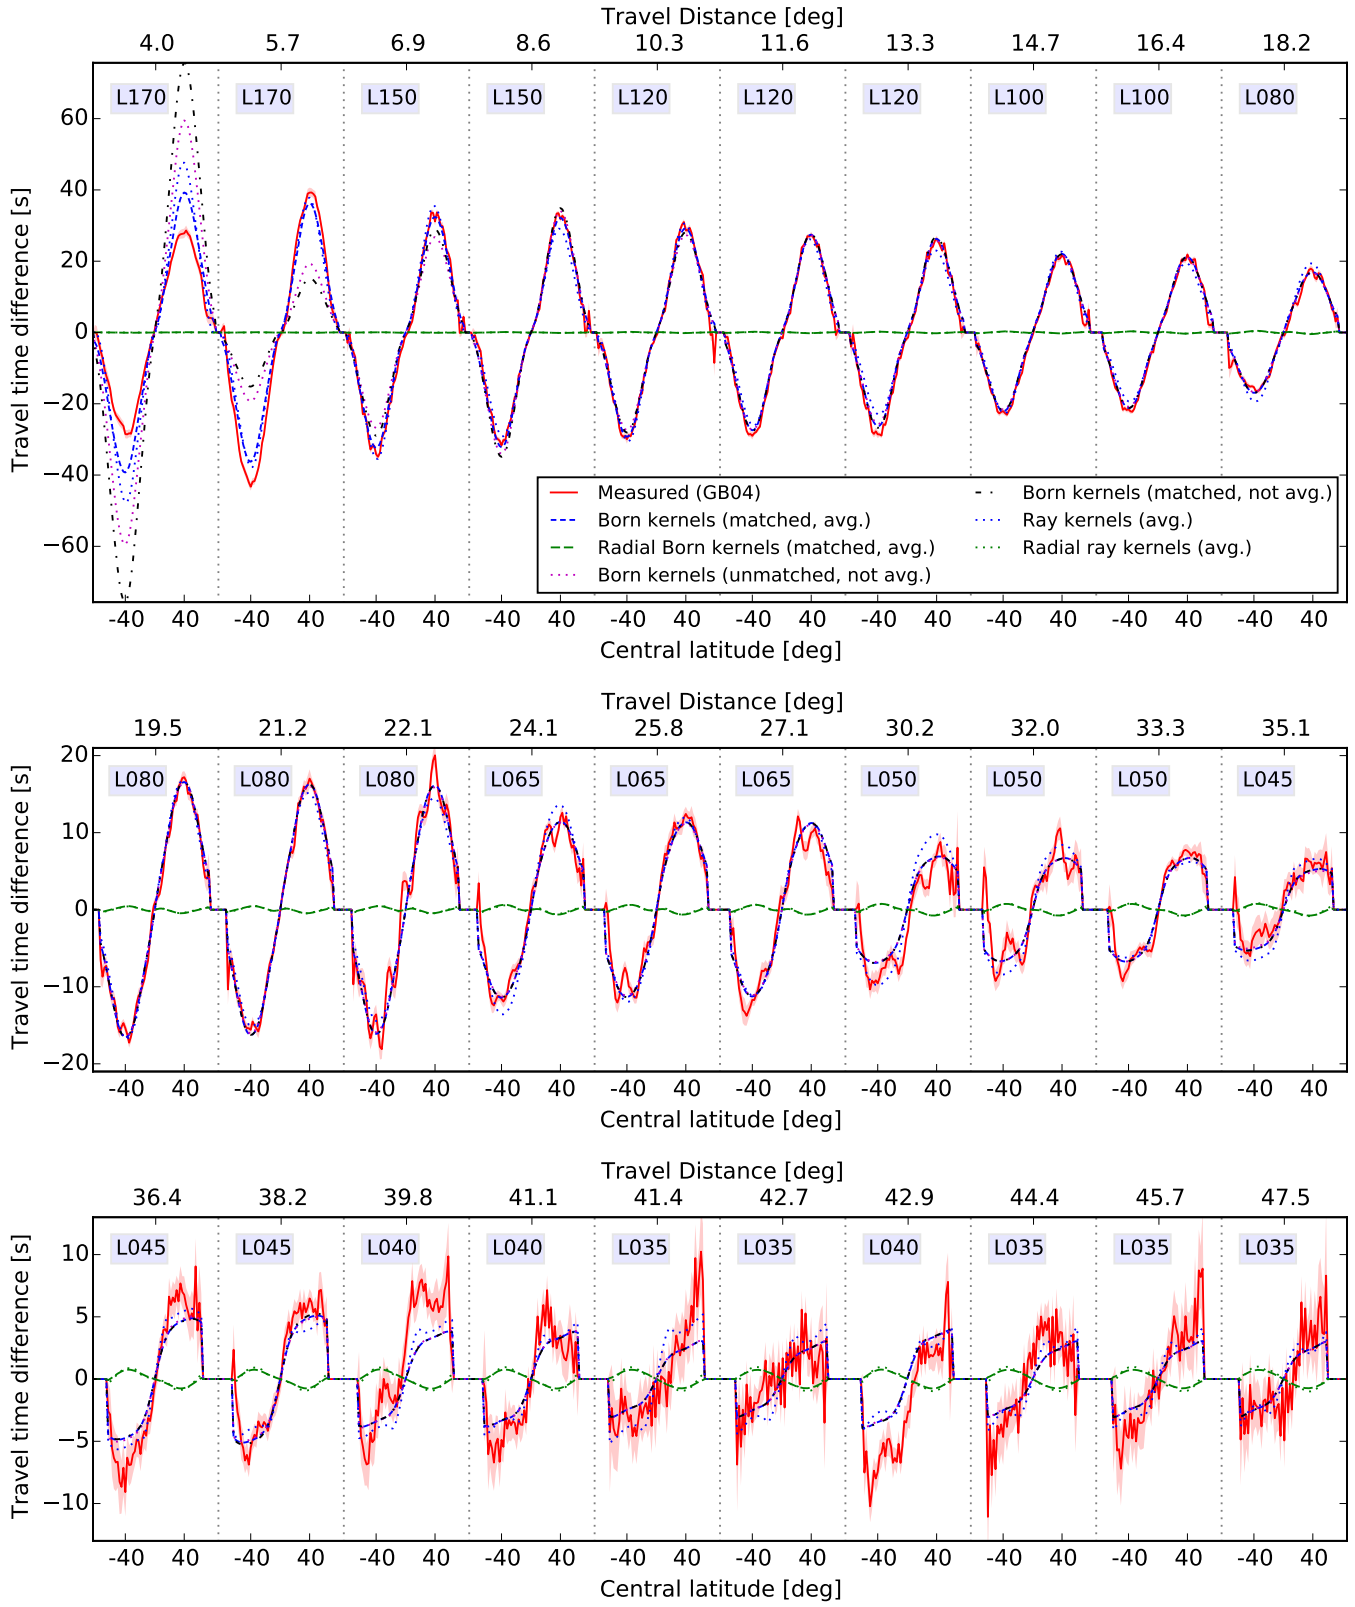 Travel Distance [deg]
4.0 5.7 6.9 8.6 10.3 11.6 13.3 14.7 16.4 18.2
L170 L170 L150 L150 L120 L120 L120 L100 L100 L080
60
40
20
0
−20
−40
−60
Travel time difference [s]
Measured (GB04)
Born kernels (matched, avg.)
Radial Born kernels (matched, avg.)
Born kernels (unmatched, not avg.)
Born kernels (matched, not avg.)
Ray kernels (avg.)
Radial ray kernels (avg.)
-40 40 -40 40 -40 40 -40 40 -40 40 -40 40 -40 40 -40 40 -40 40 -40 40
Central latitude [deg]
Travel Distance [deg]
19.5 21.2 22.1 24.1 25.8 27.1 30.2 32.0 33.3 35.1
L080 L080 L080 L065 L065 L065 L050 L050 L050 L045
20
10
0
−10
−20
Travel time difference [s]
-40 40 -40 40 -40 40 -40 40 -40 40 -40 40 -40 40 -40 40 -40 40 -40 40
Central latitude [deg]
Travel Distance [deg]
36.4 38.2 39.8 41.1 41.4 42.7 42.9 44.4 45.7 47.5
L045 L045 L040 L040 L035 L035 L040 L035 L035 L035
10
5
0
−5
−10
Travel time difference [s]
-40 40 -40 40 -40 40 -40 40 -40 40 -40 40 -40 40 -40 40 -40 40 -40 40
Central latitude [deg]